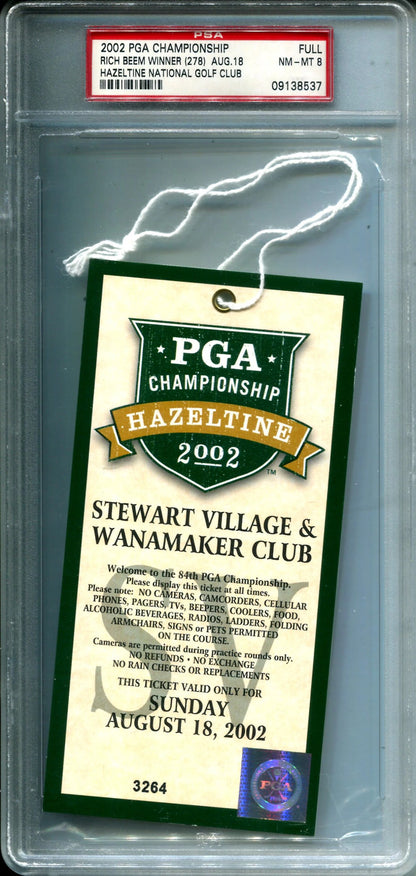 PSA
2002 PGA CHAMPIONSHIP FULL
RICH BEEM WINNER (278) AUG.18 NM-MT 8
HAZELTINE NATIONAL GOLF CLUB 09138537
PGA
CHAMPIONSHIP
HAZELTINE
2002
TM
STEWART VILLAGE &
WANAMAKER CLUB
SV
Welcome to the 84th PGA Championship.
Please display this ticket at all times.
Please note: NO CAMERAS, CAMCORDERS, CELLULAR
PHONES, PAGERS, TVs, BEEPERS, COOLERS, FOOD,
ALCOHOLIC BEVERAGES, RADIOS, LADDERS, FOLDING
ARMCHAIRS, SIGNS or PETS PERMITTED
ON THE COURSE.
Cameras are permitted during practice rounds only.
NO REFUNDS • NO EXCHANGE
NO RAIN CHECKS OR REPLACEMENTS
THIS TICKET VALID ONLY FOR
SUNDAY
AUGUST 18, 2002
3264
PGA